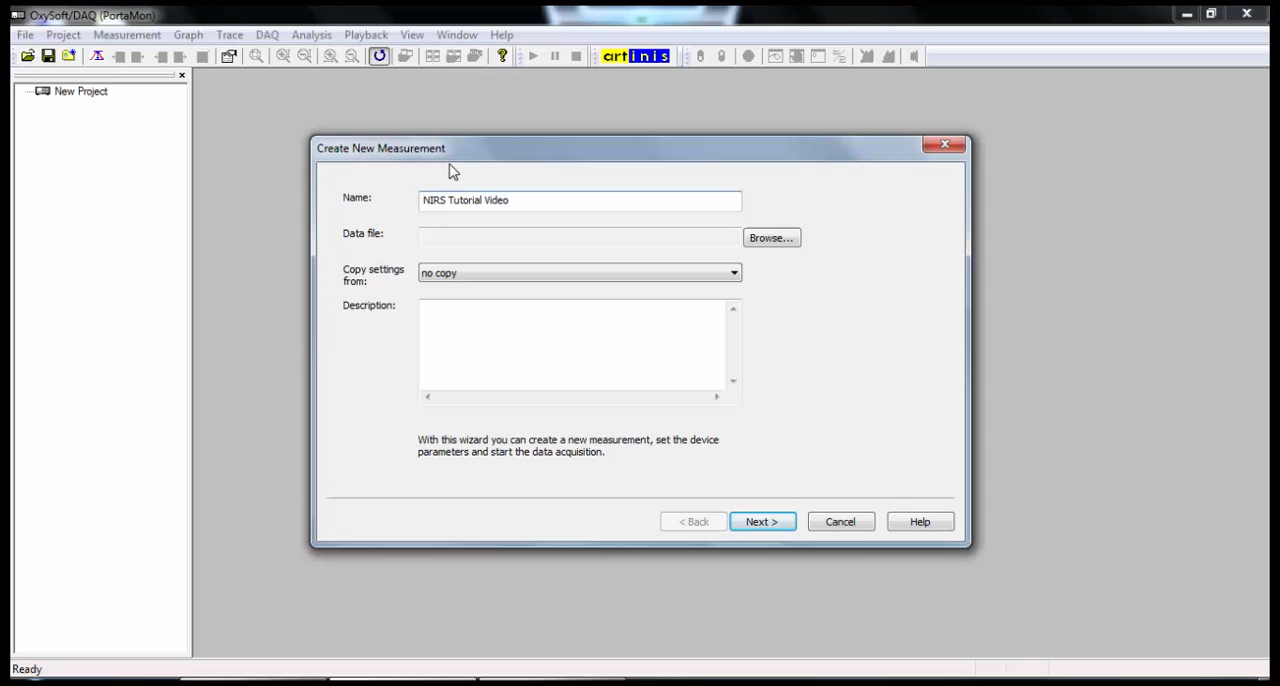 OxySoft/DAQ (PortaMon)
File Project Measurement Graph Trace DAQ Analysis Playback View Window Help
artinis
New Project
Create New Measurement
Name:
NIRS Tutorial Video
Data file:
Browse...
Copy settings
from:
no copy
Description:
With this wizard you can create a new measurement, set the device
parameters and start the data acquisition.
< Back Next > Cancel Help
Ready